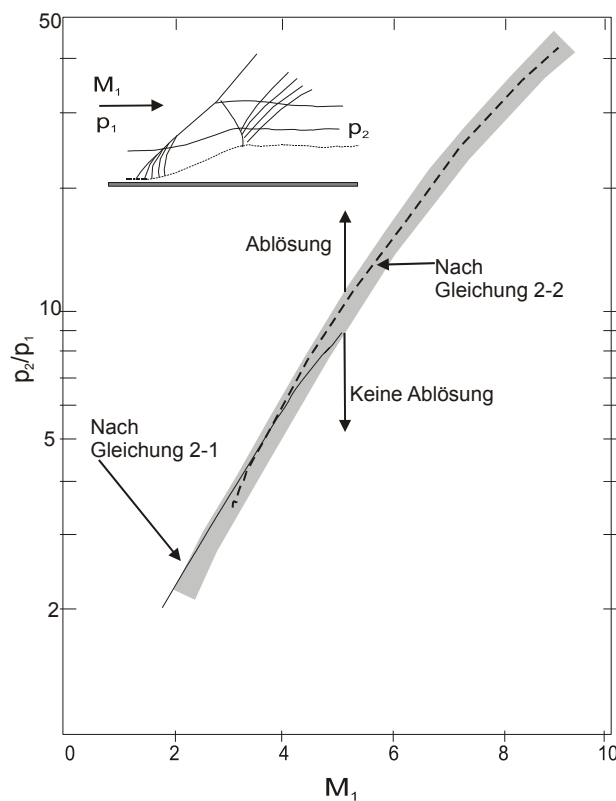 50
20
10
5
2
p₂/p₁
M₁
p₁
p₂
Ablösung
Nach
Gleichung 2-2
Keine Ablösung
Nach
Gleichung 2-1
0 2 4 6 8 10
M₁